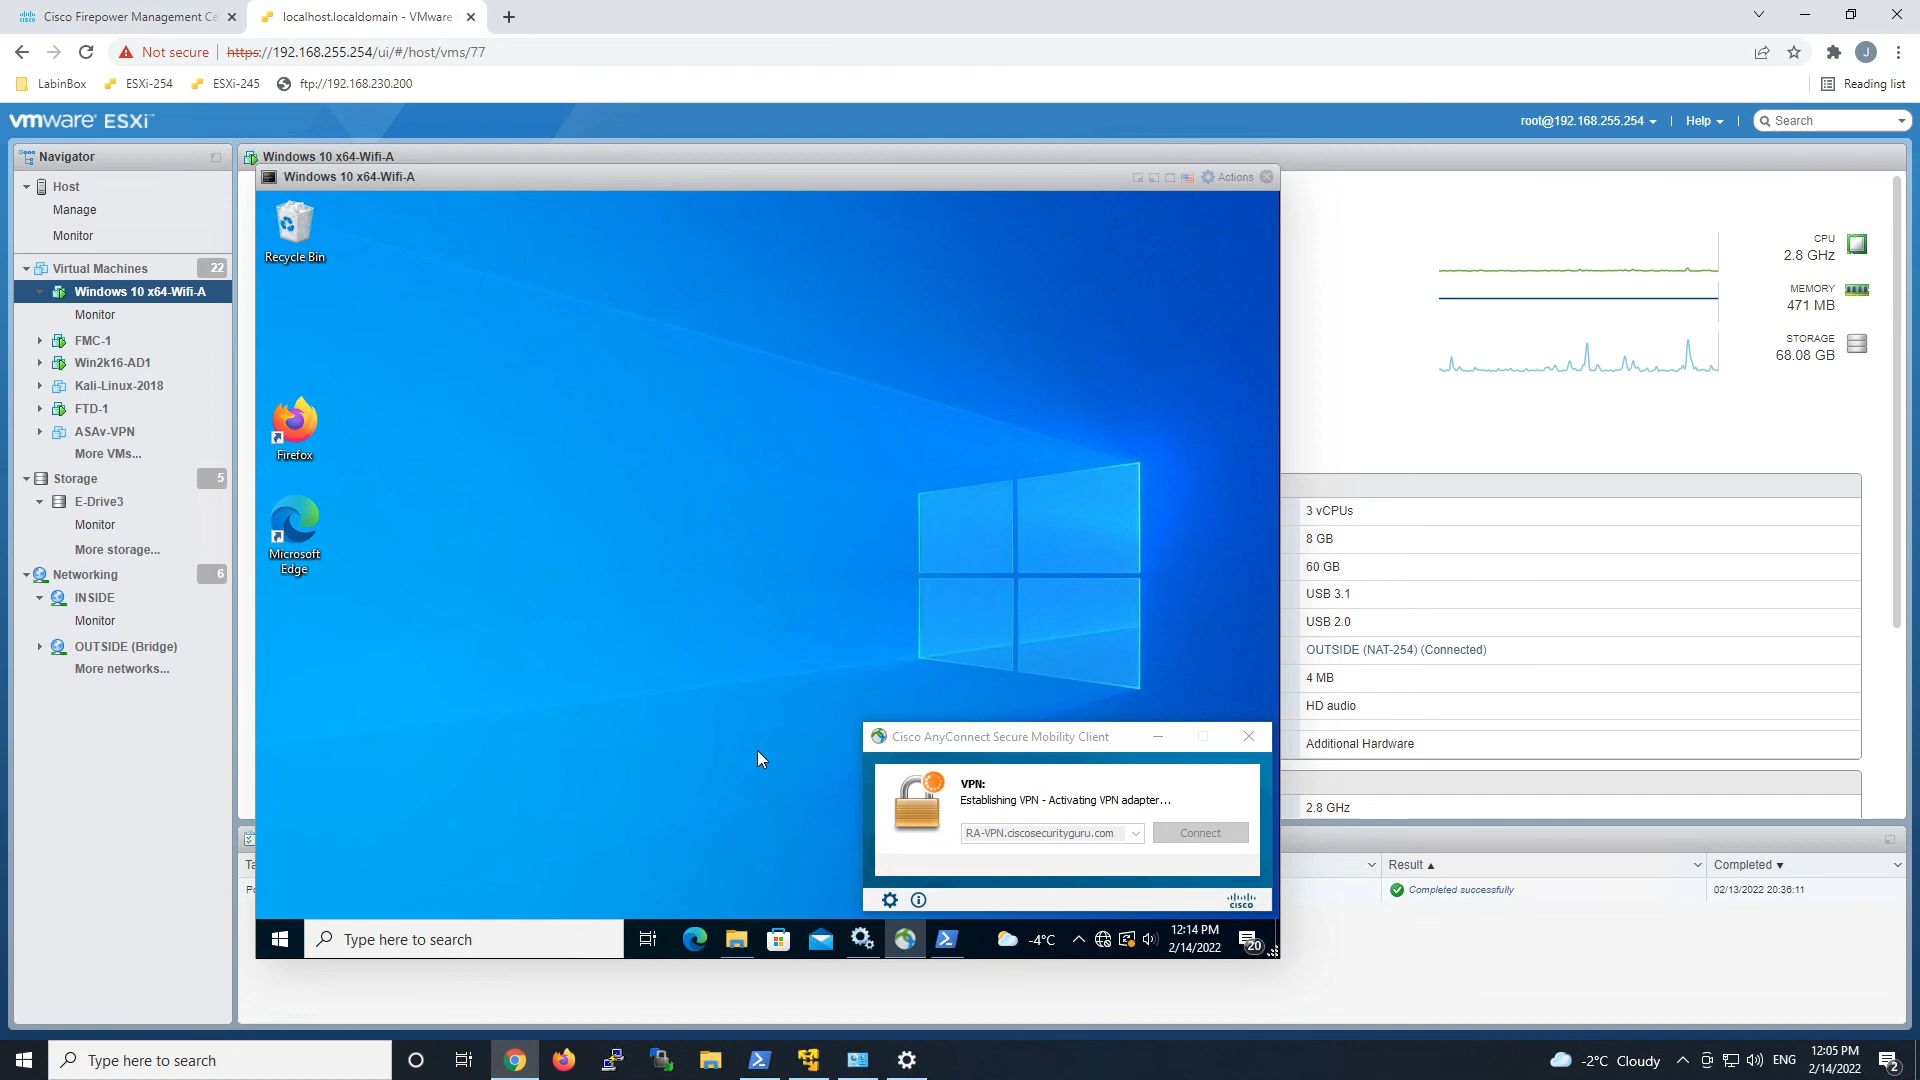 Cisco Firepower Management Ce
localhost.localdomain - VMware
Not secure
https://192.168.255.254/ui/#/host/vms/77
J
LabinBox
ESXi-254
ESXi-245
ftp://192.168.230.200
Reading list
vmware ESXi
root@192.168.255.254
Help
Search
Navigator
Host
Manage
Monitor
Virtual Machines
22
Windows 10 x64-Wifi-A
Monitor
FMC-1
Win2k16-AD1
Kali-Linux-2018
FTD-1
ASAv-VPN
More VMs...
Storage
5
E-Drive3
Monitor
More storage...
Networking
6
INSIDE
Monitor
OUTSIDE (Bridge)
More networks...
Windows 10 x64-Wifi-A
Windows 10 x64-Wifi-A
Actions
Recycle Bin
Firefox
Microsoft
Edge
CPU
2.8 GHz
MEMORY
471 MB
STORAGE
68.08 GB
3 vCPUs
8 GB
60 GB
USB 3.1
USB 2.0
OUTSIDE (NAT-254) (Connected)
4 MB
HD audio
Additional Hardware
2.8 GHz
Cisco AnyConnect Secure Mobility Client
VPN:
Establishing VPN - Activating VPN adapter...
RA-VPN.ciscosecurityguru.com
Connect
CISCO
Type here to search
-4°C
12:14 PM
2/14/2022
20
Ta
Result
Completed
Po
Completed successfully
02/13/2022 20:36:11
Type here to search
-2°C Cloudy
ENG
12:05 PM
2/14/2022
2